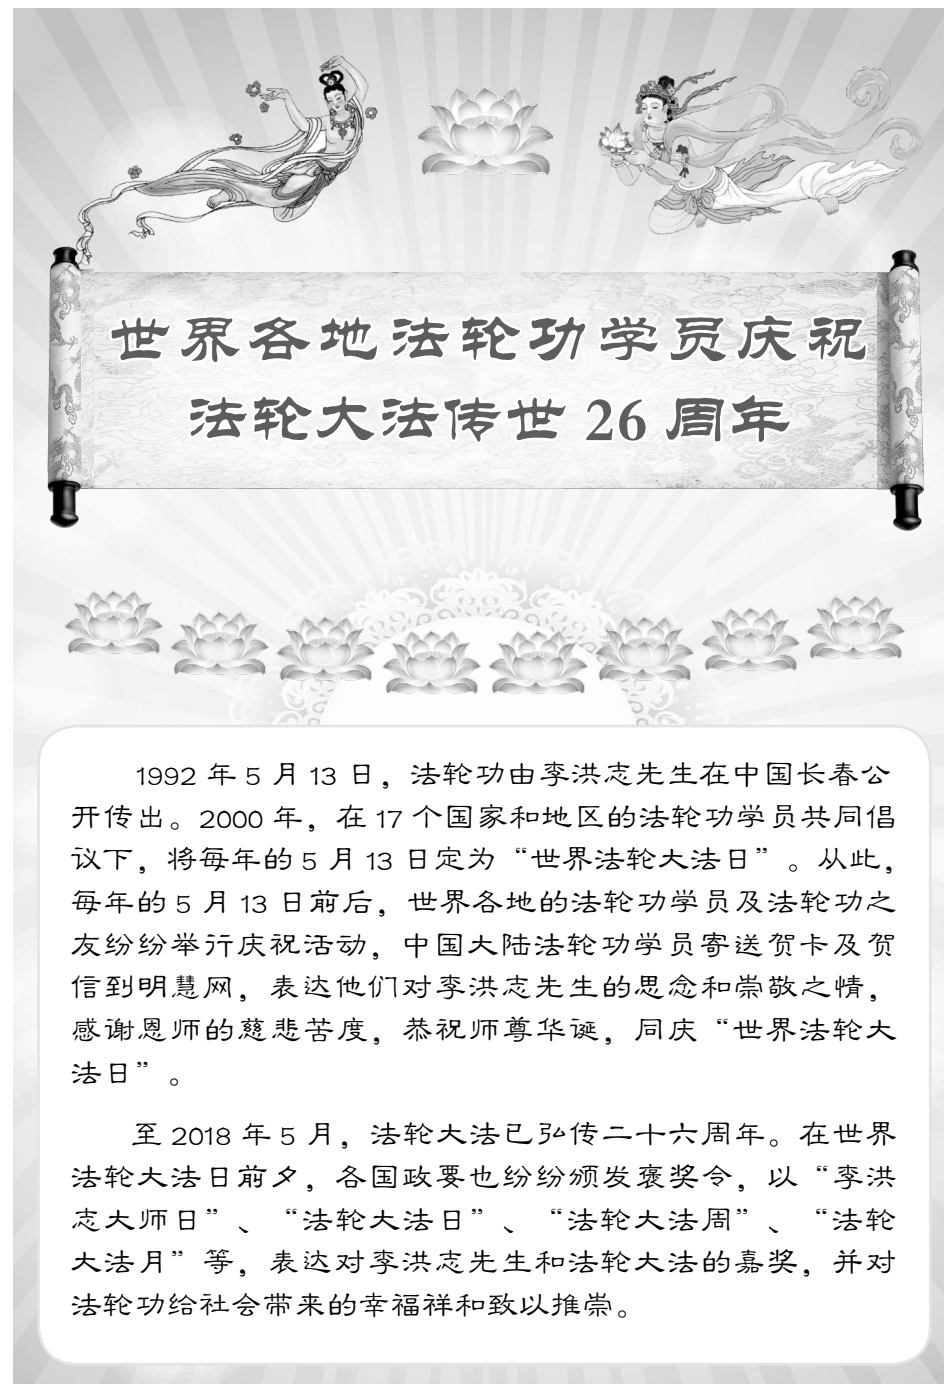 世界各地法轮功学员庆祝
法轮大法传世 26 周年
1992 年 5 月 13 日，法轮功由李洪志先生在中国长春公
开传出。2000 年，在 17 个国家和地区的法轮功学员共同倡
议下，将每年的 5 月 13 日定为“世界法轮大法日”。从此，
每年的 5 月 13 日前后，世界各地的法轮功学员及法轮功之
友纷纷举行庆祝活动，中国大陆法轮功学员寄送贺卡及贺
信到明慧网，表达他们对李洪志先生的思念和崇敬之情，
感谢恩师的慈悲苦度，恭祝师尊华诞，同庆“世界法轮大
法日”。
至 2018 年 5 月，法轮大法已弘传二十六周年。在世界
法轮大法日前夕，各国政要也纷纷颁发褒奖令，以“李洪
志大师日”、“法轮大法日”、“法轮大法周”、“法轮
大法月”等，表达对李洪志先生和法轮大法的嘉奖，并对
法轮功给社会带来的幸福祥和致以推崇。